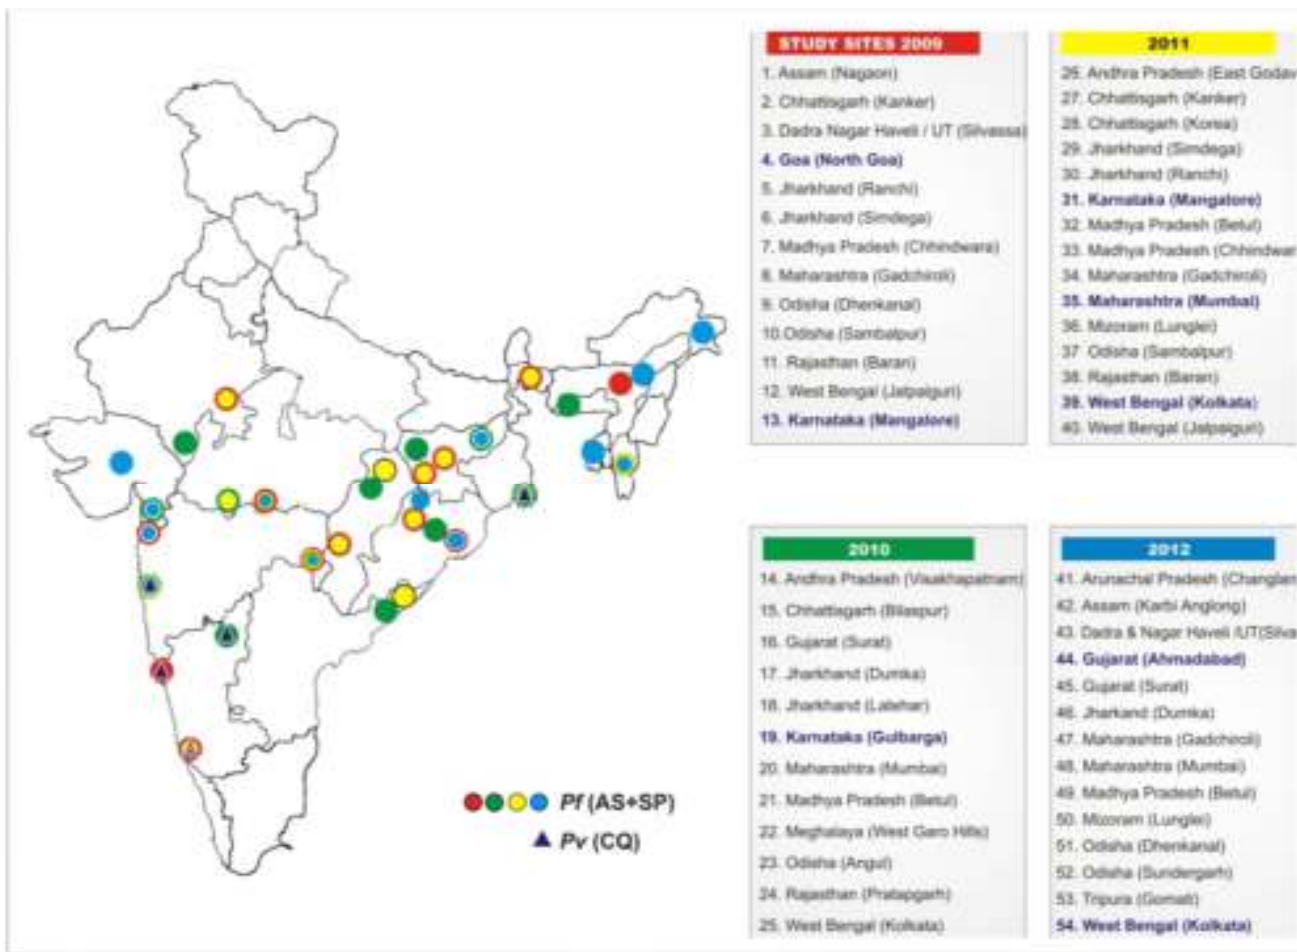 STUDY SITES 2009
1. Assam (Nagaon)
2. Chhattisgarh (Kanker)
3. Dadra Nagar Haveli / UT (Silvassa)
4. Goa (North Goa)
5. Jharkhand (Ranchi)
6. Jharkhand (Simdega)
7. Madhya Pradesh (Chhindwara)
8. Maharashtra (Gadchiroli)
9. Odisha (Dhenkanal)
10.Odisha (Sambalpur)
11. Rajasthan (Baran)
12. West Bengal (Jalpaiguri)
13. Karnataka (Mangalore)
2011
26. Andhra Pradesh (East Godav
27. Chhattisgarh (Kanker)
28. Chhattisgarh (Korea)
29. Jharkhand (Simdega)
30. Jharkhand (Ranchi)
31. Karnataka (Mangalore)
32. Madhya Pradesh (Betul)
33. Madhya Pradesh (Chhindwar
34. Maharashtra (Gadchiroli)
35. Maharashtra (Mumbai)
36. Mizoram (Lunglei)
37 Odisha (Sambalpur)
38. Rajasthan (Baran)
39. West Bengal (Kolkata)
40. West Bengal (Jalpaiguri)
2010
14. Andhra Pradesh (Visakhapatnam)
15. Chhattisgarh (Bilaspur)
16. Gujarat (Surat)
17. Jharkhand (Dumka)
18. Jharkhand (Latehar)
19. Karnataka (Gulbarga)
20. Maharashtra (Mumbai)
21. Madhya Pradesh (Betul)
22. Meghalaya (West Garo Hills)
23. Odisha (Angul)
24. Rajasthan (Pratapgarh)
25. West Bengal (Kolkata)
2012
41. Arunachal Pradesh (Changlan
42. Assam (Karbi Anglong)
43. Dadra & Nagar Haveli /UT(Silva
44. Gujarat (Ahmadabad)
45. Gujarat (Surat)
46. Jharkand (Dumka)
47. Maharashtra (Gadchiroli)
48. Maharashtra (Mumbai)
49. Madhya Pradesh (Betul)
50. Mizoram (Lunglei)
51. Odisha (Dhenkanal)
52. Odisha (Sundergarh)
53. Tripura (Gomati)
54. West Bengal (Kolkata)
Pf (AS+SP)
Pv (CQ)